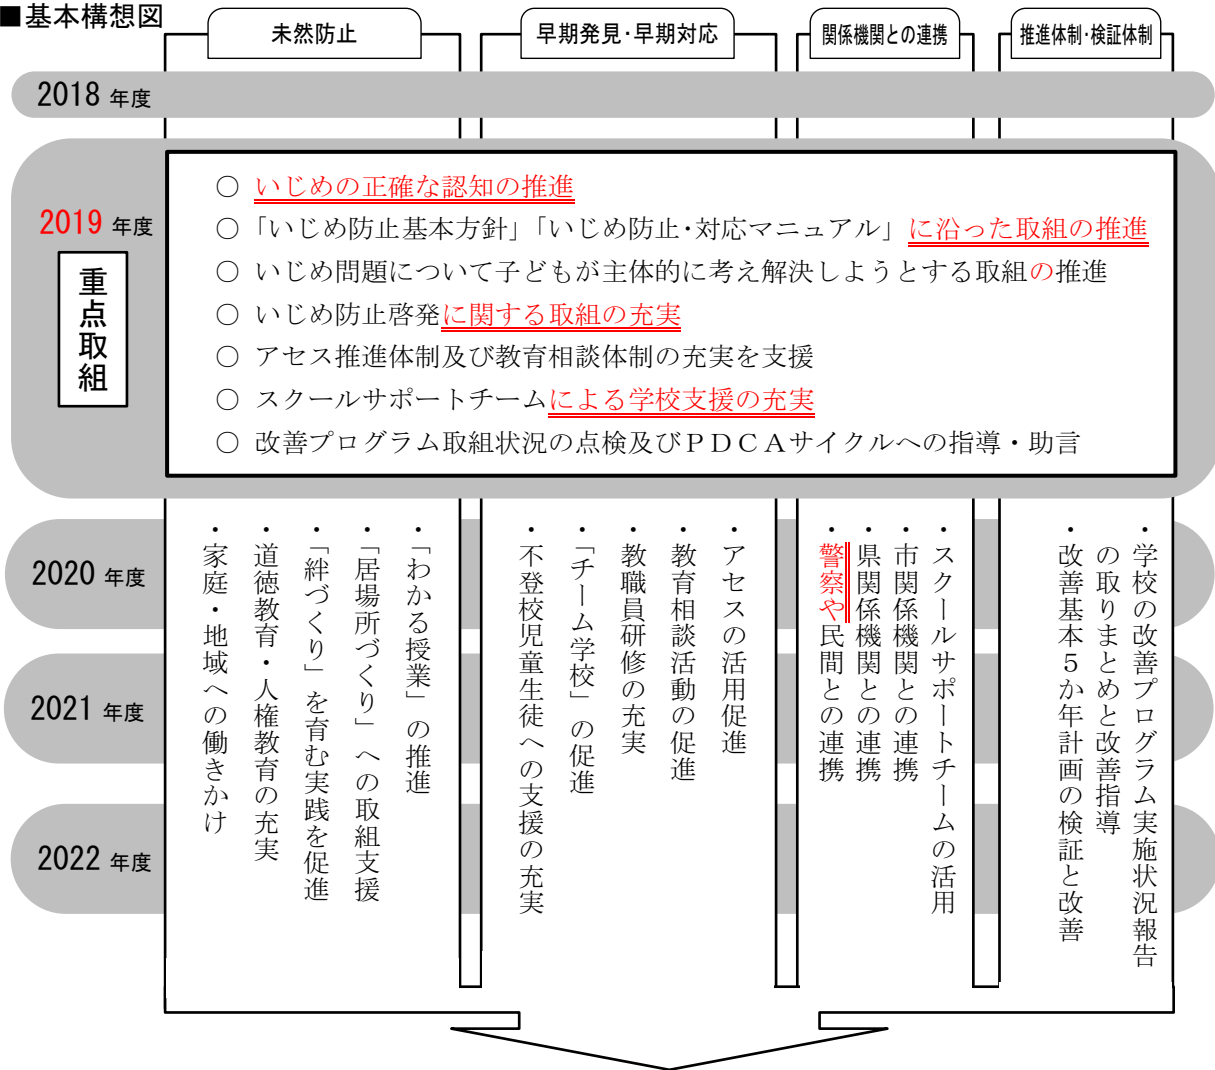 ■基本構想図
未然防止
早期発見・早期対応
関係機関との連携
推進体制・検証体制
2018 年度
2019 年度
重点取組
○ いじめの正確な認知の推進
○「いじめ防止基本方針」「いじめ防止・対応マニュアル」に沿った取組の推進
○ いじめ問題について子どもが主体的に考え解決しようとする取組の推進
○ いじめ防止啓発に関する取組の充実
○ アセス推進体制及び教育相談体制の充実を支援
○ スクールサポートチームによる学校支援の充実
○ 改善プログラム取組状況の点検及びPDCAサイクルへの指導・助言
2020 年度
2021 年度
2022 年度
・「わかる授業」の推進
・「居場所づくり」への取組支援
・「絆づくり」を育む実践を促進
・道徳教育・人権教育の充実
・家庭・地域への働きかけ
・アセスの活用促進
・教育相談活動の促進
・教職員研修の充実
・「チーム学校」の促進
・不登校児童生徒への支援の充実
・スクールサポートチームの活用
・市関係機関との連携
・県関係機関との連携
・警察や民間との連携
・学校の改善プログラム実施状況報告
の取りまとめと改善指導
・改善基本5か年計画の検証と改善